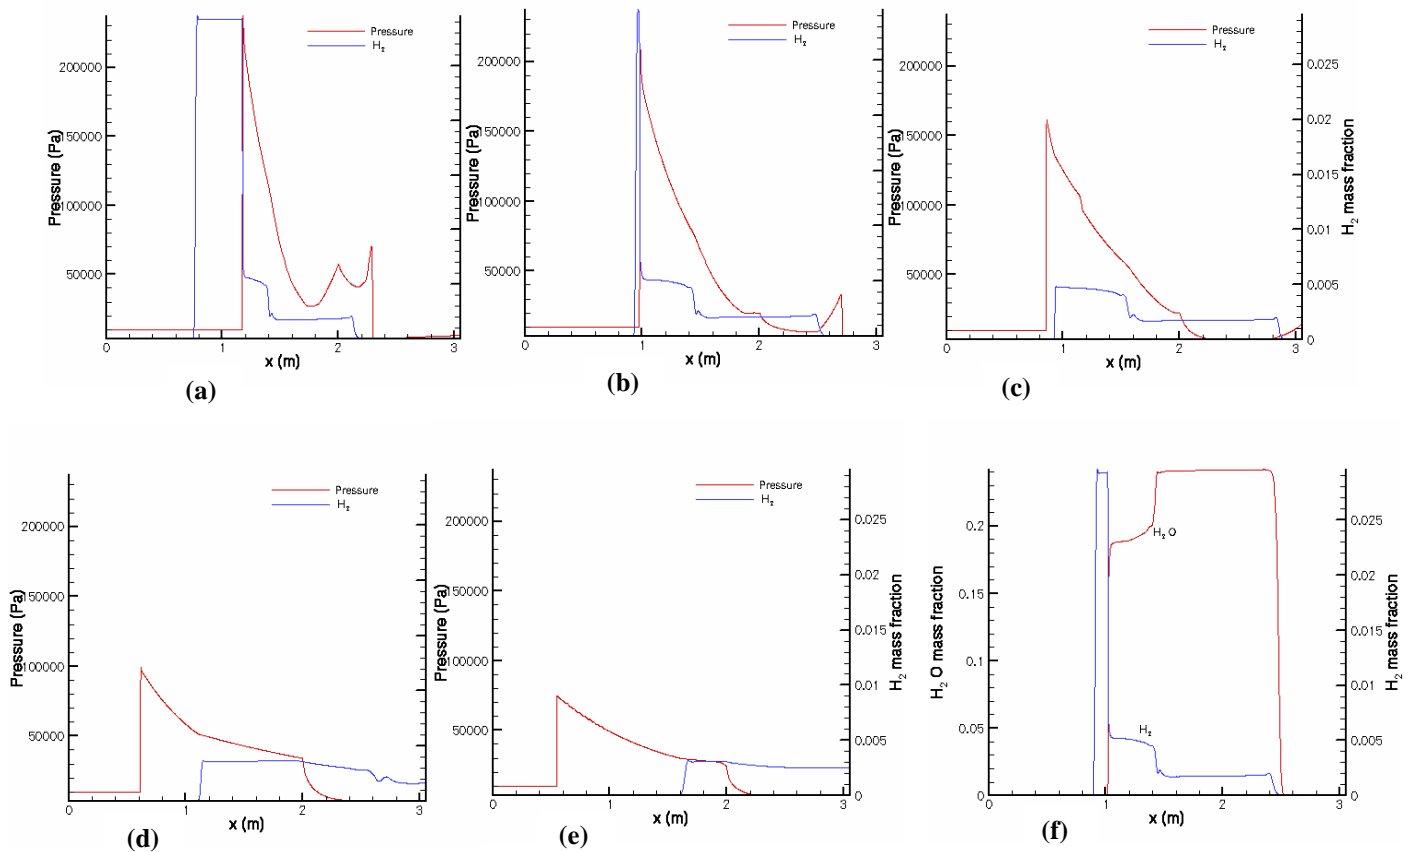 Pressure
H₂
200000
150000
100000
50000
Pressure (Pa)
0
1
2
3
x (m)
(a)
Pressure
H₂
200000
150000
100000
50000
Pressure (Pa)
0
1
2
3
x (m)
(b)
Pressure
H₂
200000
150000
100000
50000
Pressure (Pa)
0.025
0.02
0.015
0.01
0.005
0
H₂ mass fraction
0
1
2
3
x (m)
(c)
Pressure
H₂
200000
150000
100000
50000
Pressure (Pa)
0
1
2
3
x (m)
(d)
Pressure
H₂
200000
150000
100000
50000
Pressure (Pa)
0.025
0.02
0.015
0.01
0.005
0
H₂ mass fraction
0
1
2
3
x (m)
(e)
0.2
0.15
0.1
0.05
0
H₂ O mass fraction
H₂ O
H₂
0.025
0.02
0.015
0.01
0.005
0
H₂ mass fraction
0
1
2
3
x (m)
(f)